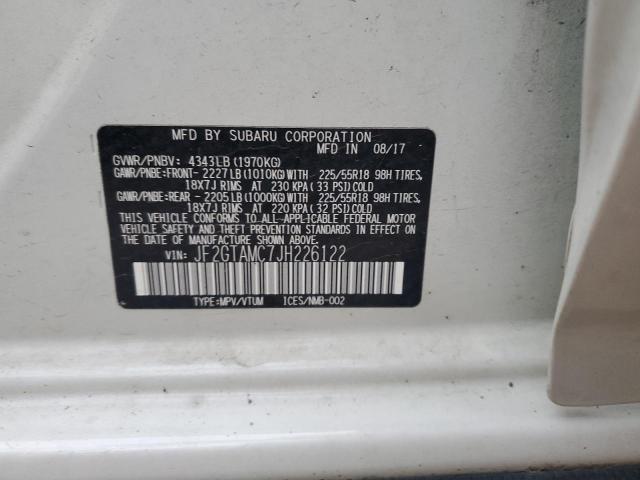 MFD BY SUBARU CORPORATION
MFD IN 08/17
GVWR/PNBV: 4343LB (1970KG)
GAWR/PNBE:FRONT- 2227LB (1010KG) WITH 225/55R18 98H TIRES,
18X7J RIMS AT 230 KPA (33 PSI) COLD
GAWR/PNBE:REAR - 2205LB (1000KG) WITH 225/55R18 98H TIRES,
18X7J RIMS AT 220 KPA (32 PSI) COLD
THIS VEHICLE CONFORMS TO ALL APPLICABLE FEDERAL MOTOR
VEHICLE SAFETY AND THEFT PREVENTION STANDARDS IN EFFECT
ON THE DATE OF MANUFACTURE SHOWN ABOVE.
VIN: JF2GTAMC7JH226122
TYPE:MPV/VTUM ICES/NMB-002